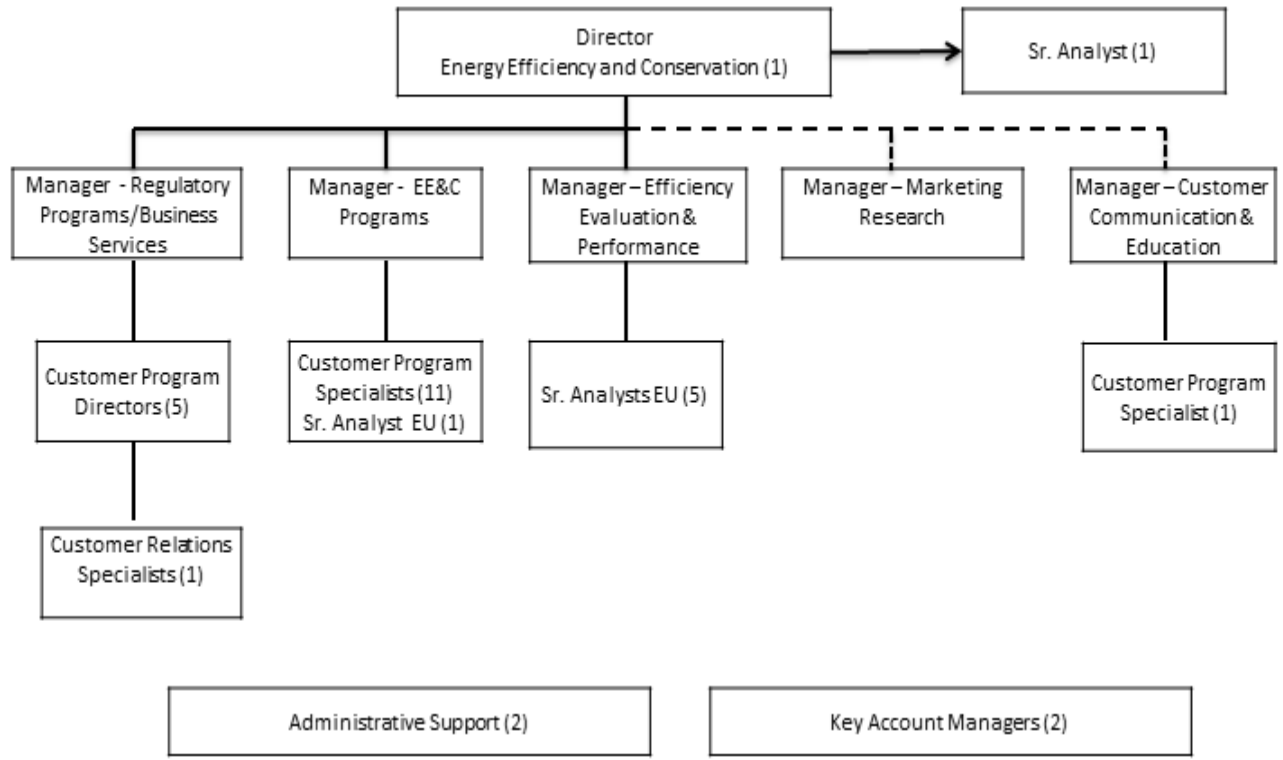 Director
Energy Efficiency and Conservation (1)
Sr. Analyst (1)
Manager - Regulatory
Programs/Business
Services
Manager - EE&C
Programs
Manager – Efficiency
Evaluation &
Performance
Manager – Marketing
Research
Manager – Customer
Communication &
Education
Customer Program
Directors (5)
Customer Program
Specialists (11)
Sr. Analyst EU (1)
Sr. Analysts EU (5)
Customer Program
Specialist (1)
Customer Relations
Specialists (1)
Administrative Support (2)
Key Account Managers (2)